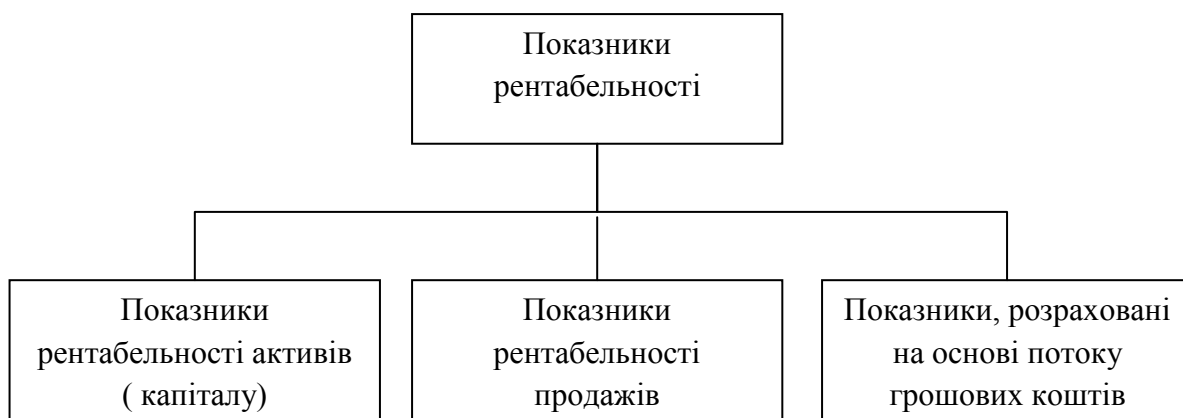 Показники
рентабельності
Показники
рентабельності активів
( капіталу)
Показники
рентабельності
продажів
Показники, розраховані
на основі потоку
грошових коштів